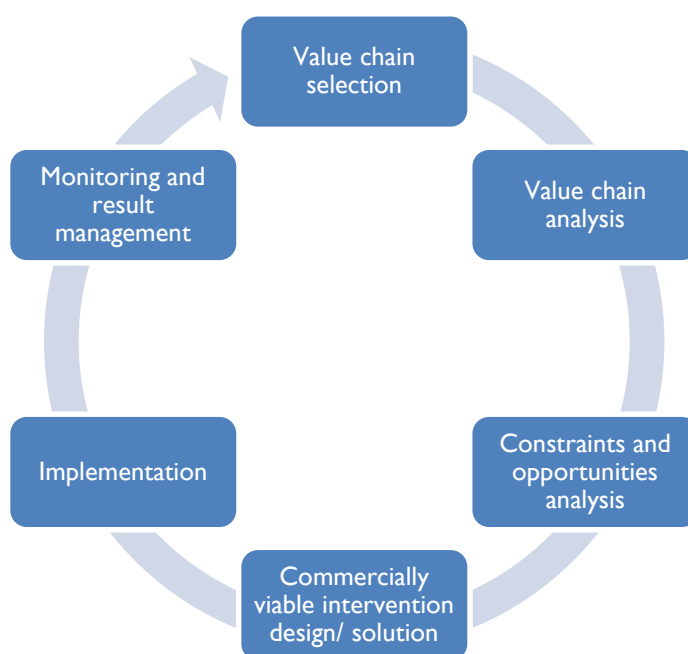 Value chain
selection
Value chain
analysis
Constraints and
opportunities
analysis
Commercially
viable intervention
design/ solution
Implementation
Monitoring and
result
management